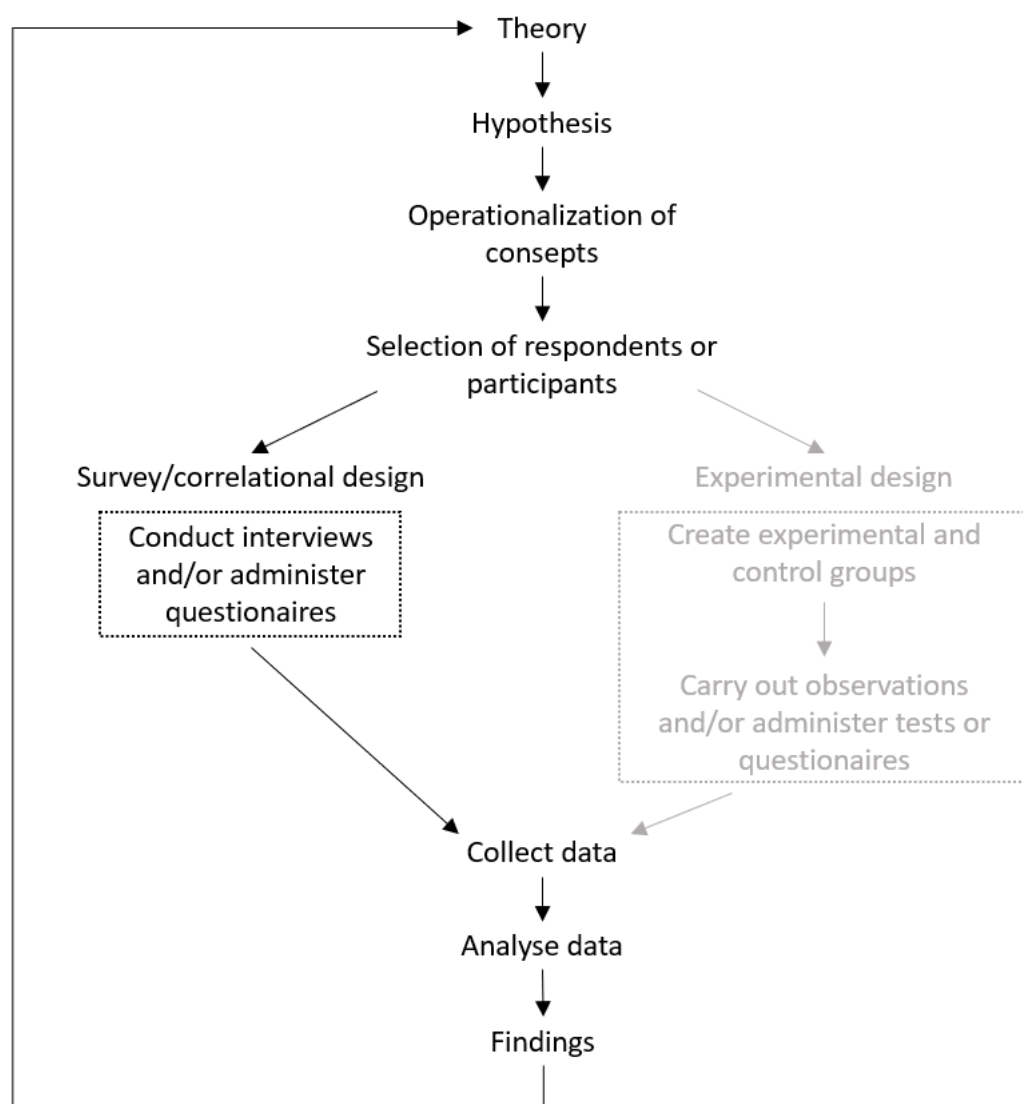 Theory
Hypothesis
Operationalization of
consepts
Selection of respondents or
participants
Survey/correlational design
Conduct interviews
and/or administer
questionaires
Experimental design
Create experimental and
control groups
Carry out observations
and/or administer tests or
questionaires
Collect data
Analyse data
Findings